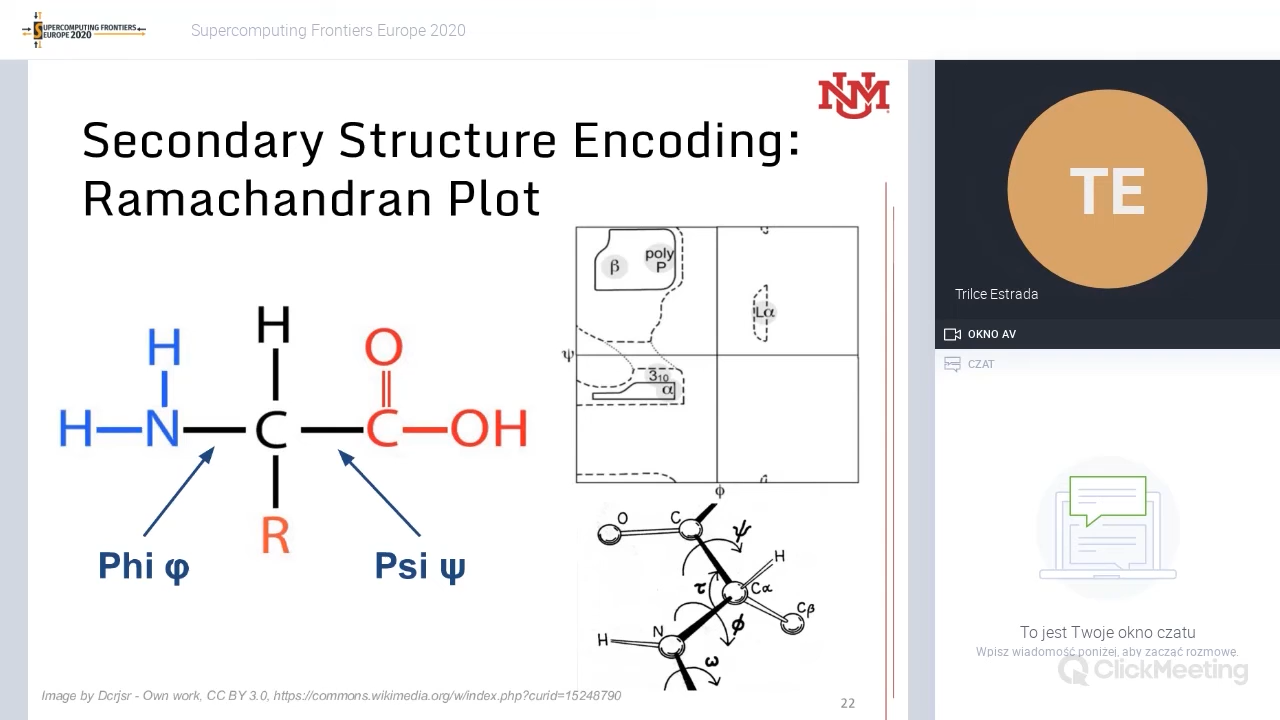 SUPERCOMPUTING FRONTIERS
EUROPE 2020
Supercomputing Frontiers Europe 2020
NM
Secondary Structure Encoding:
Ramachandran Plot
β
poly
P
Lα
ψ
3₁₀
α
ϕ
H
H
O
H
N
C
C
OH
R
Phi φ
Psi ψ
O
C
ψ
H
τ
Cα
Cβ
ϕ
N
H
ω
Image by Dcrjsr - Own work, CC BY 3.0, https://commons.wikimedia.org/w/index.php?curid=15248790
22
TE
Trilce Estrada
OKNO AV
CZAT
To jest Twoje okno czatu
Wpisz wiadomość poniżej, aby zacząć rozmowę.
ClickMeeting